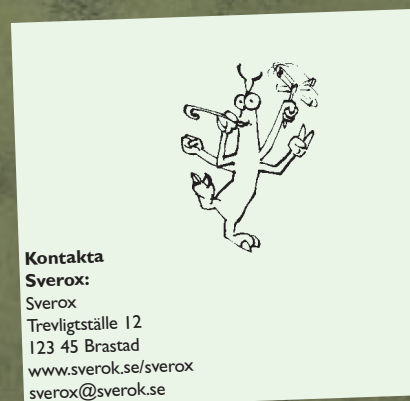 Kontakta
Sverox:
Sverox
Trevligtställe 12
123 45 Brastad
www.sverok.se/sverox
sverox@sverok.se